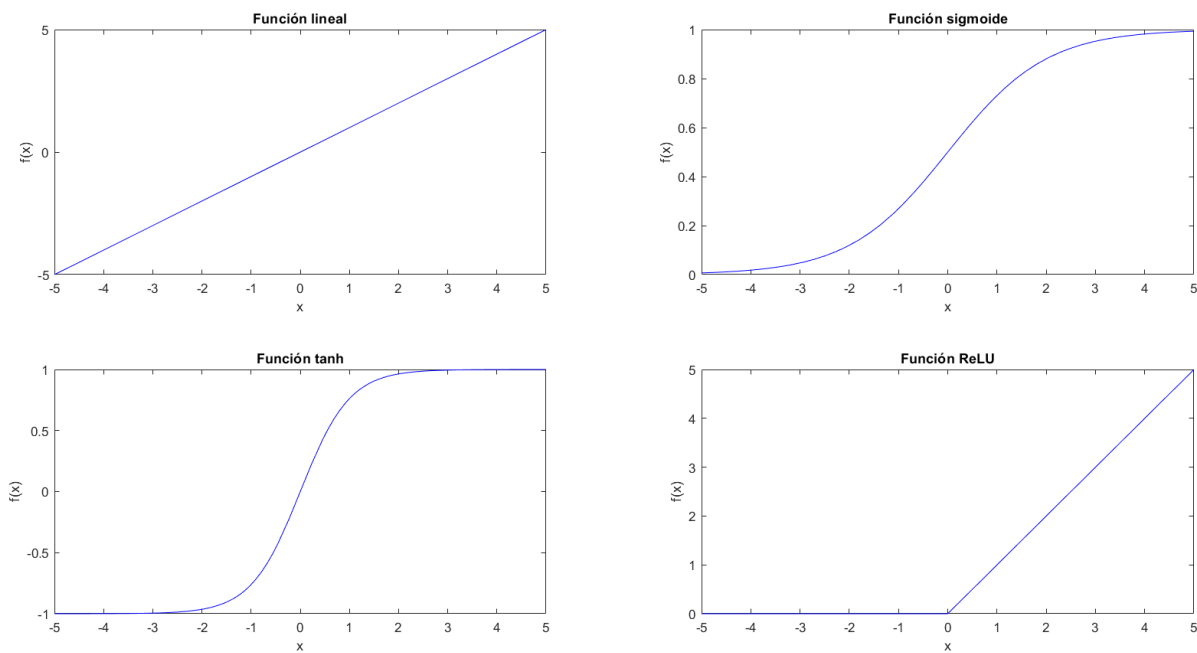 Función lineal
5
0
-5
f(x)
-5 -4 -3 -2 -1 0 1 2 3 4 5
x
Función sigmoide
1
0.8
0.6
0.4
0.2
0
f(x)
-5 -4 -3 -2 -1 0 1 2 3 4 5
x
Función tanh
1
0.5
0
-0.5
-1
f(x)
-5 -4 -3 -2 -1 0 1 2 3 4 5
x
Función ReLU
5
4
3
2
1
0
f(x)
-5 -4 -3 -2 -1 0 1 2 3 4 5
x